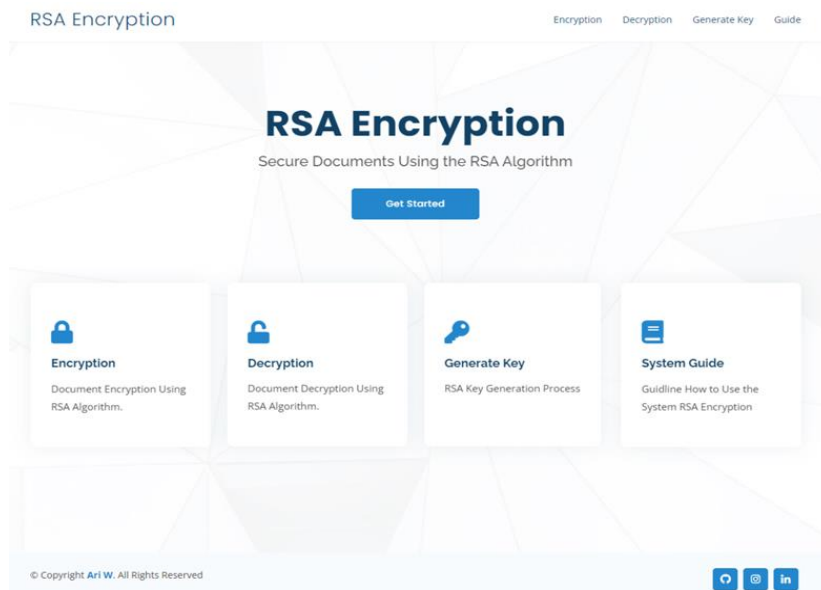 RSA Encryption
Encryption Decryption Generate Key Guide
RSA Encryption
Secure Documents Using the RSA Algorithm
Get Started
Encryption
Document Encryption Using
RSA Algorithm.
Decryption
Document Decryption Using
RSA Algorithm.
Generate Key
RSA Key Generation Process
System Guide
Guidline How to Use the
System RSA Encryption
© Copyright Ari W. All Rights Reserved
in